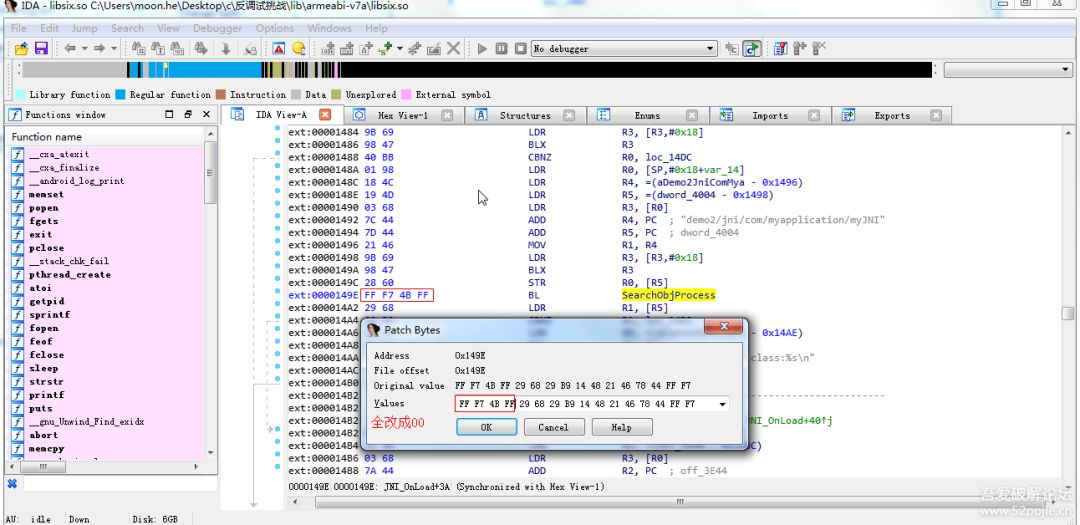 IDA - libsix.so C:\Users\moon.he\Desktop\c\反调试挑战\lib\armeabi-v7a\libsix.so
File Edit Jump Search View Debugger Options Windows Help
No debugger
Library function Regular function Instruction Data Unexplored External symbol
Functions window
IDA View-A Hex View-1 Structures Enums Imports Exports
Function name
__cxa_atexit
__cxa_finalize
__android_log_print
memset
popen
fgets
exit
pclose
__stack_chk_fail
pthread_create
atoi
getpid
sprintf
fopen
feof
fclose
sleep
strstr
printf
puts
__gnu_Unwind_Find_exidx
abort
memcpy
ext:00001484 9B 69 LDR R3, [R3,#0x18]
ext:00001486 98 47 BLX R3
ext:00001488 40 BB CBNZ R0, loc_14DC
ext:0000148A 01 98 LDR R0, [SP,#0x18+var_14]
ext:0000148C 18 4C LDR R4, =(aDemo2JniComMya - 0x1496)
ext:0000148E 19 4D LDR R5, =(dword_4004 - 0x1498)
ext:00001490 03 68 LDR R3, [R0]
ext:00001492 7C 44 ADD R4, PC ; "demo2/jni/com/myapplication/myJNI"
ext:00001494 7D 44 ADD R5, PC ; dword_4004
ext:00001496 21 46 MOV R1, R4
ext:00001498 9B 69 LDR R3, [R3,#0x18]
ext:0000149A 98 47 BLX R3
ext:0000149C 28 60 STR R0, [R5]
ext:0000149E FF F7 4B FF BL SearchObjProcess
ext:000014A2 29 68 LDR R1, [R5]
ext:000014A4
ext:000014A6 - 0x14AE)
ext:000014A8
ext:000014AA class:%s\n"
ext:000014AC
ext:000014B0
ext:000014B2
ext:000014B2
ext:000014B2 JNI_OnLoad+40↑j
ext:000014B2
ext:000014B6 03 68 LDR R3, [R0]
ext:000014B8 7A 44 ADD R2, PC ; off_3E44
Patch Bytes
Address 0x149E
File offset 0x149E
Original value FF F7 4B FF 29 68 29 B9 14 48 21 46 78 44 FF F7
Values FF F7 4B FF 29 68 29 B9 14 48 21 46 78 44 FF F7
全改成00
OK Cancel Help
0000149E 0000149E: JNI_OnLoad+3A (Synchronized with Hex View-1)
AU: idle Down Disk: 6GB
吾爱破解论坛
www.52pojie.cn